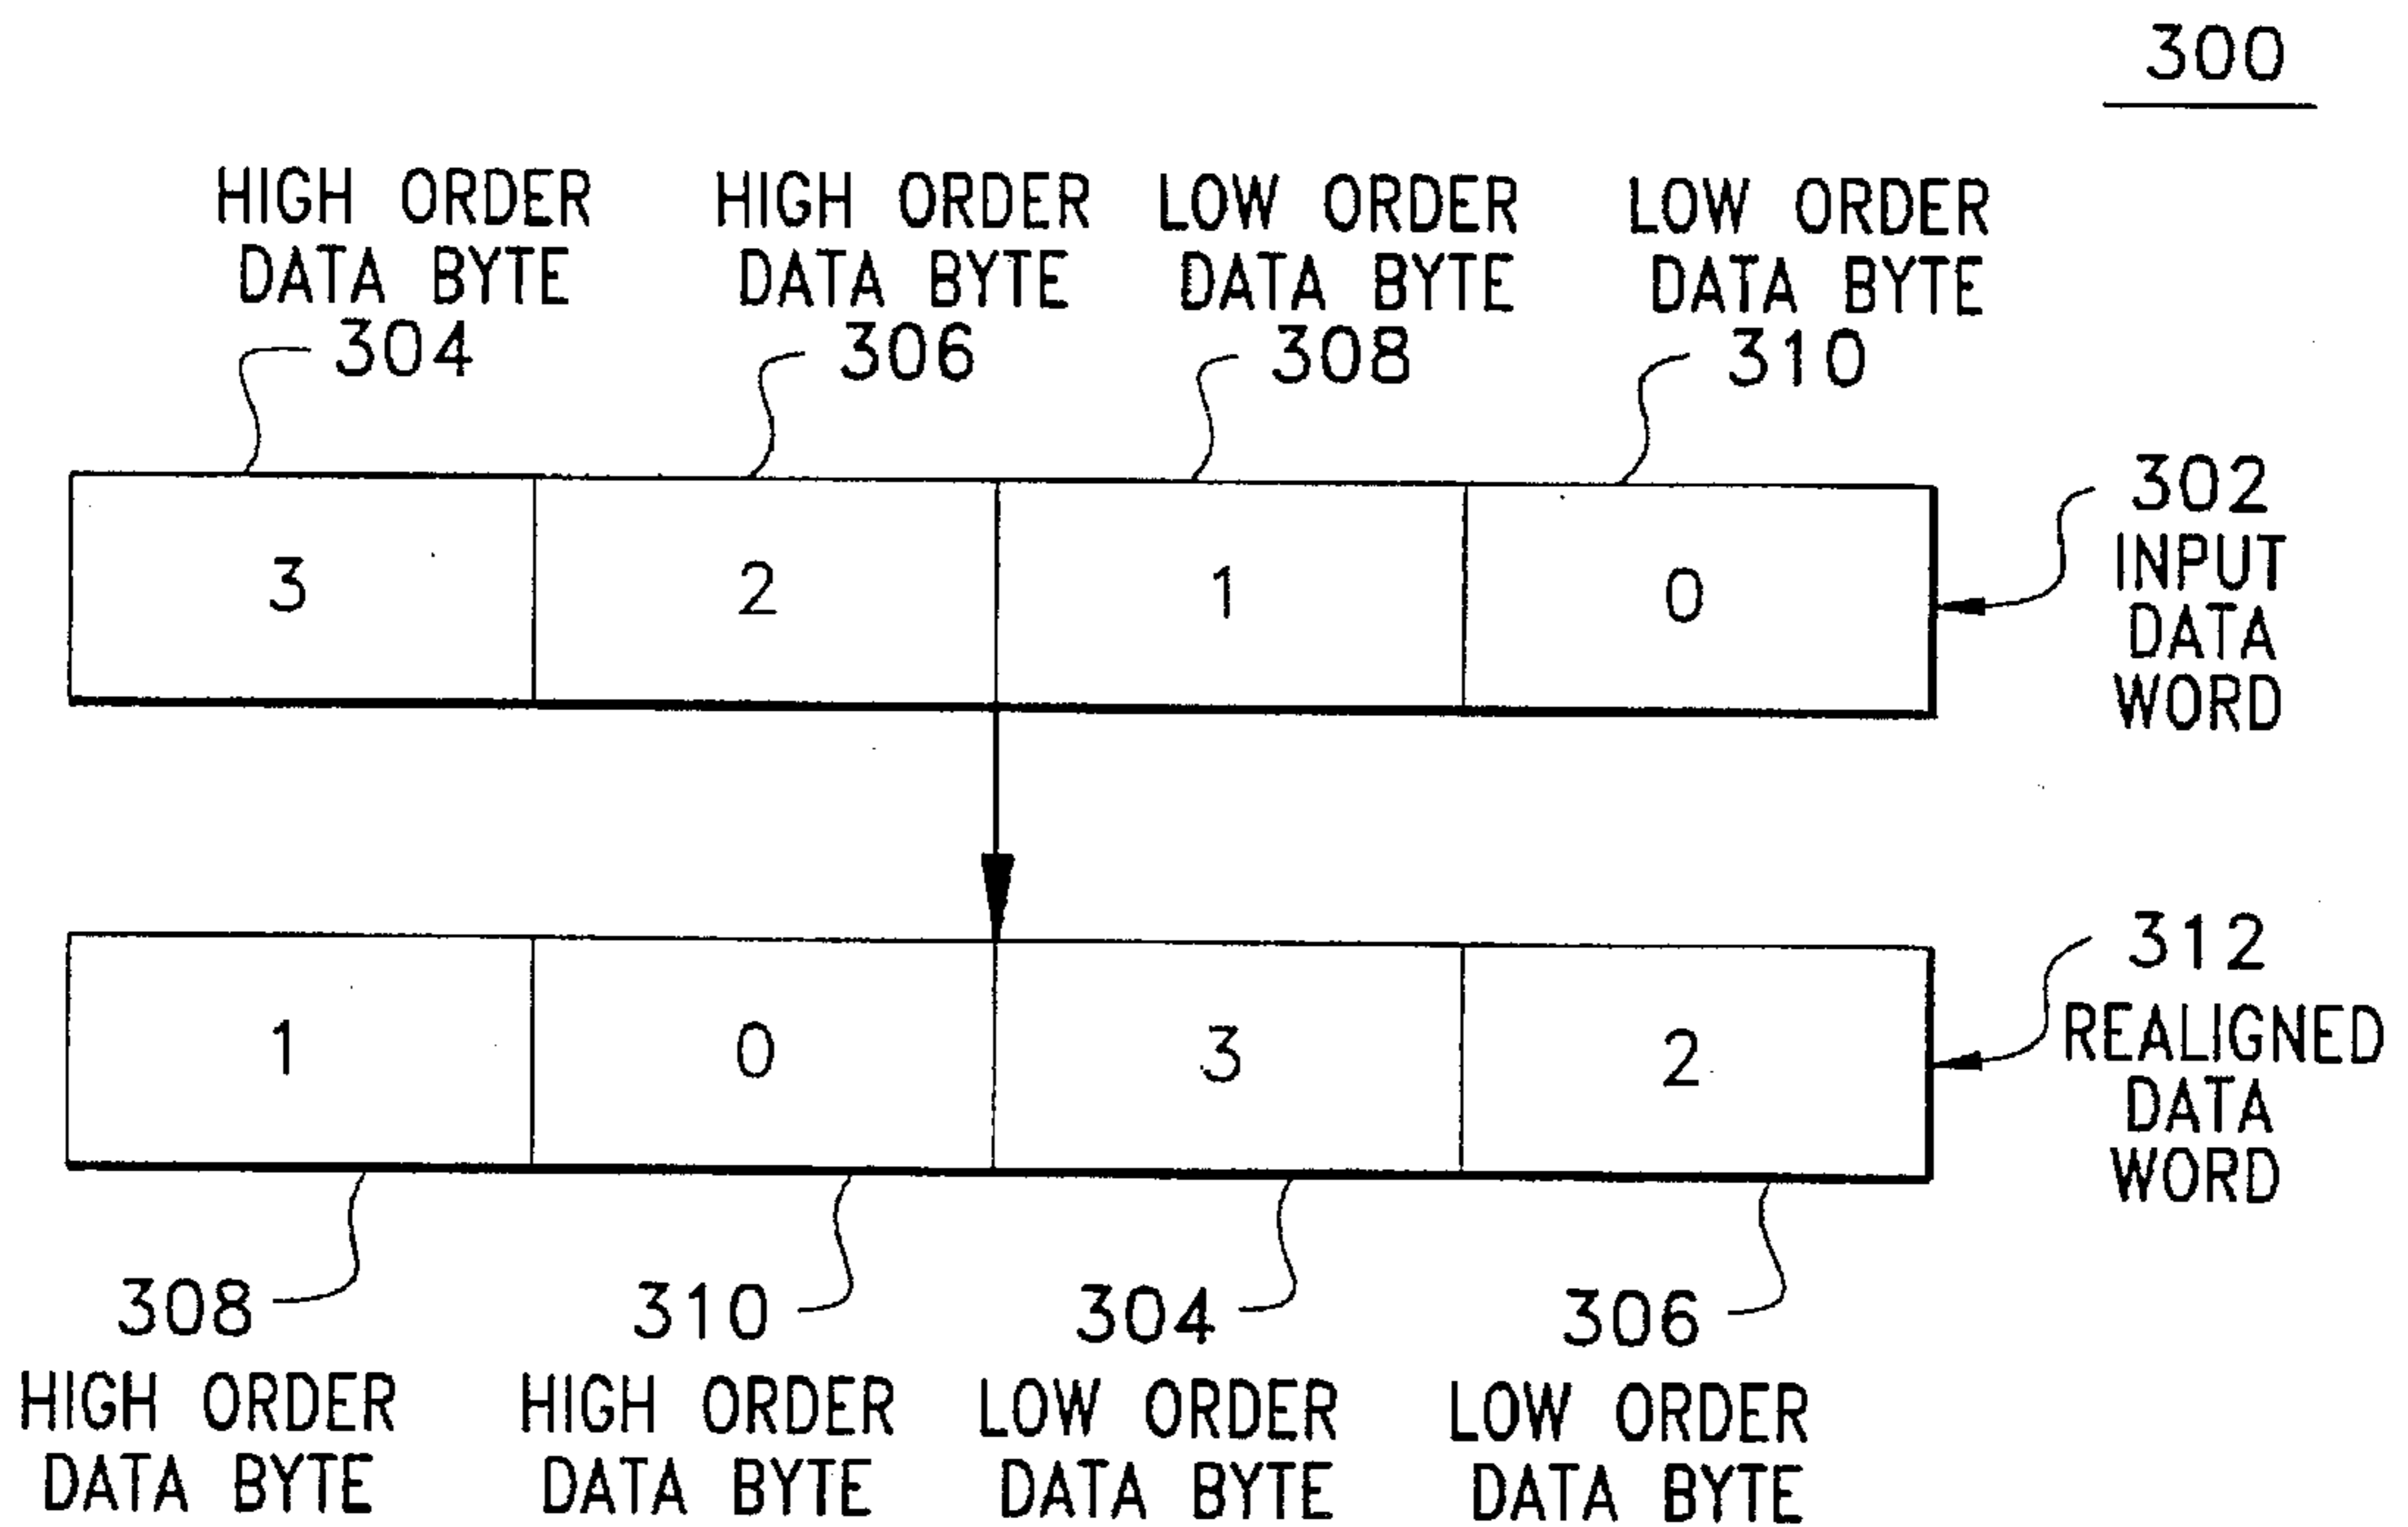 300
HIGH ORDER HIGH ORDER LOW ORDER LOW ORDER
DATA BYTE DATA BYTE DATA BYTE DATA BYTE
304 306 308 310
3 2 1 0
302
INPUT
DATA
WORD
1 0 3 2
312
REALIGNED
DATA
WORD
308 310 304 306
HIGH ORDER HIGH ORDER LOW ORDER LOW ORDER
DATA BYTE DATA BYTE DATA BYTE DATA BYTE